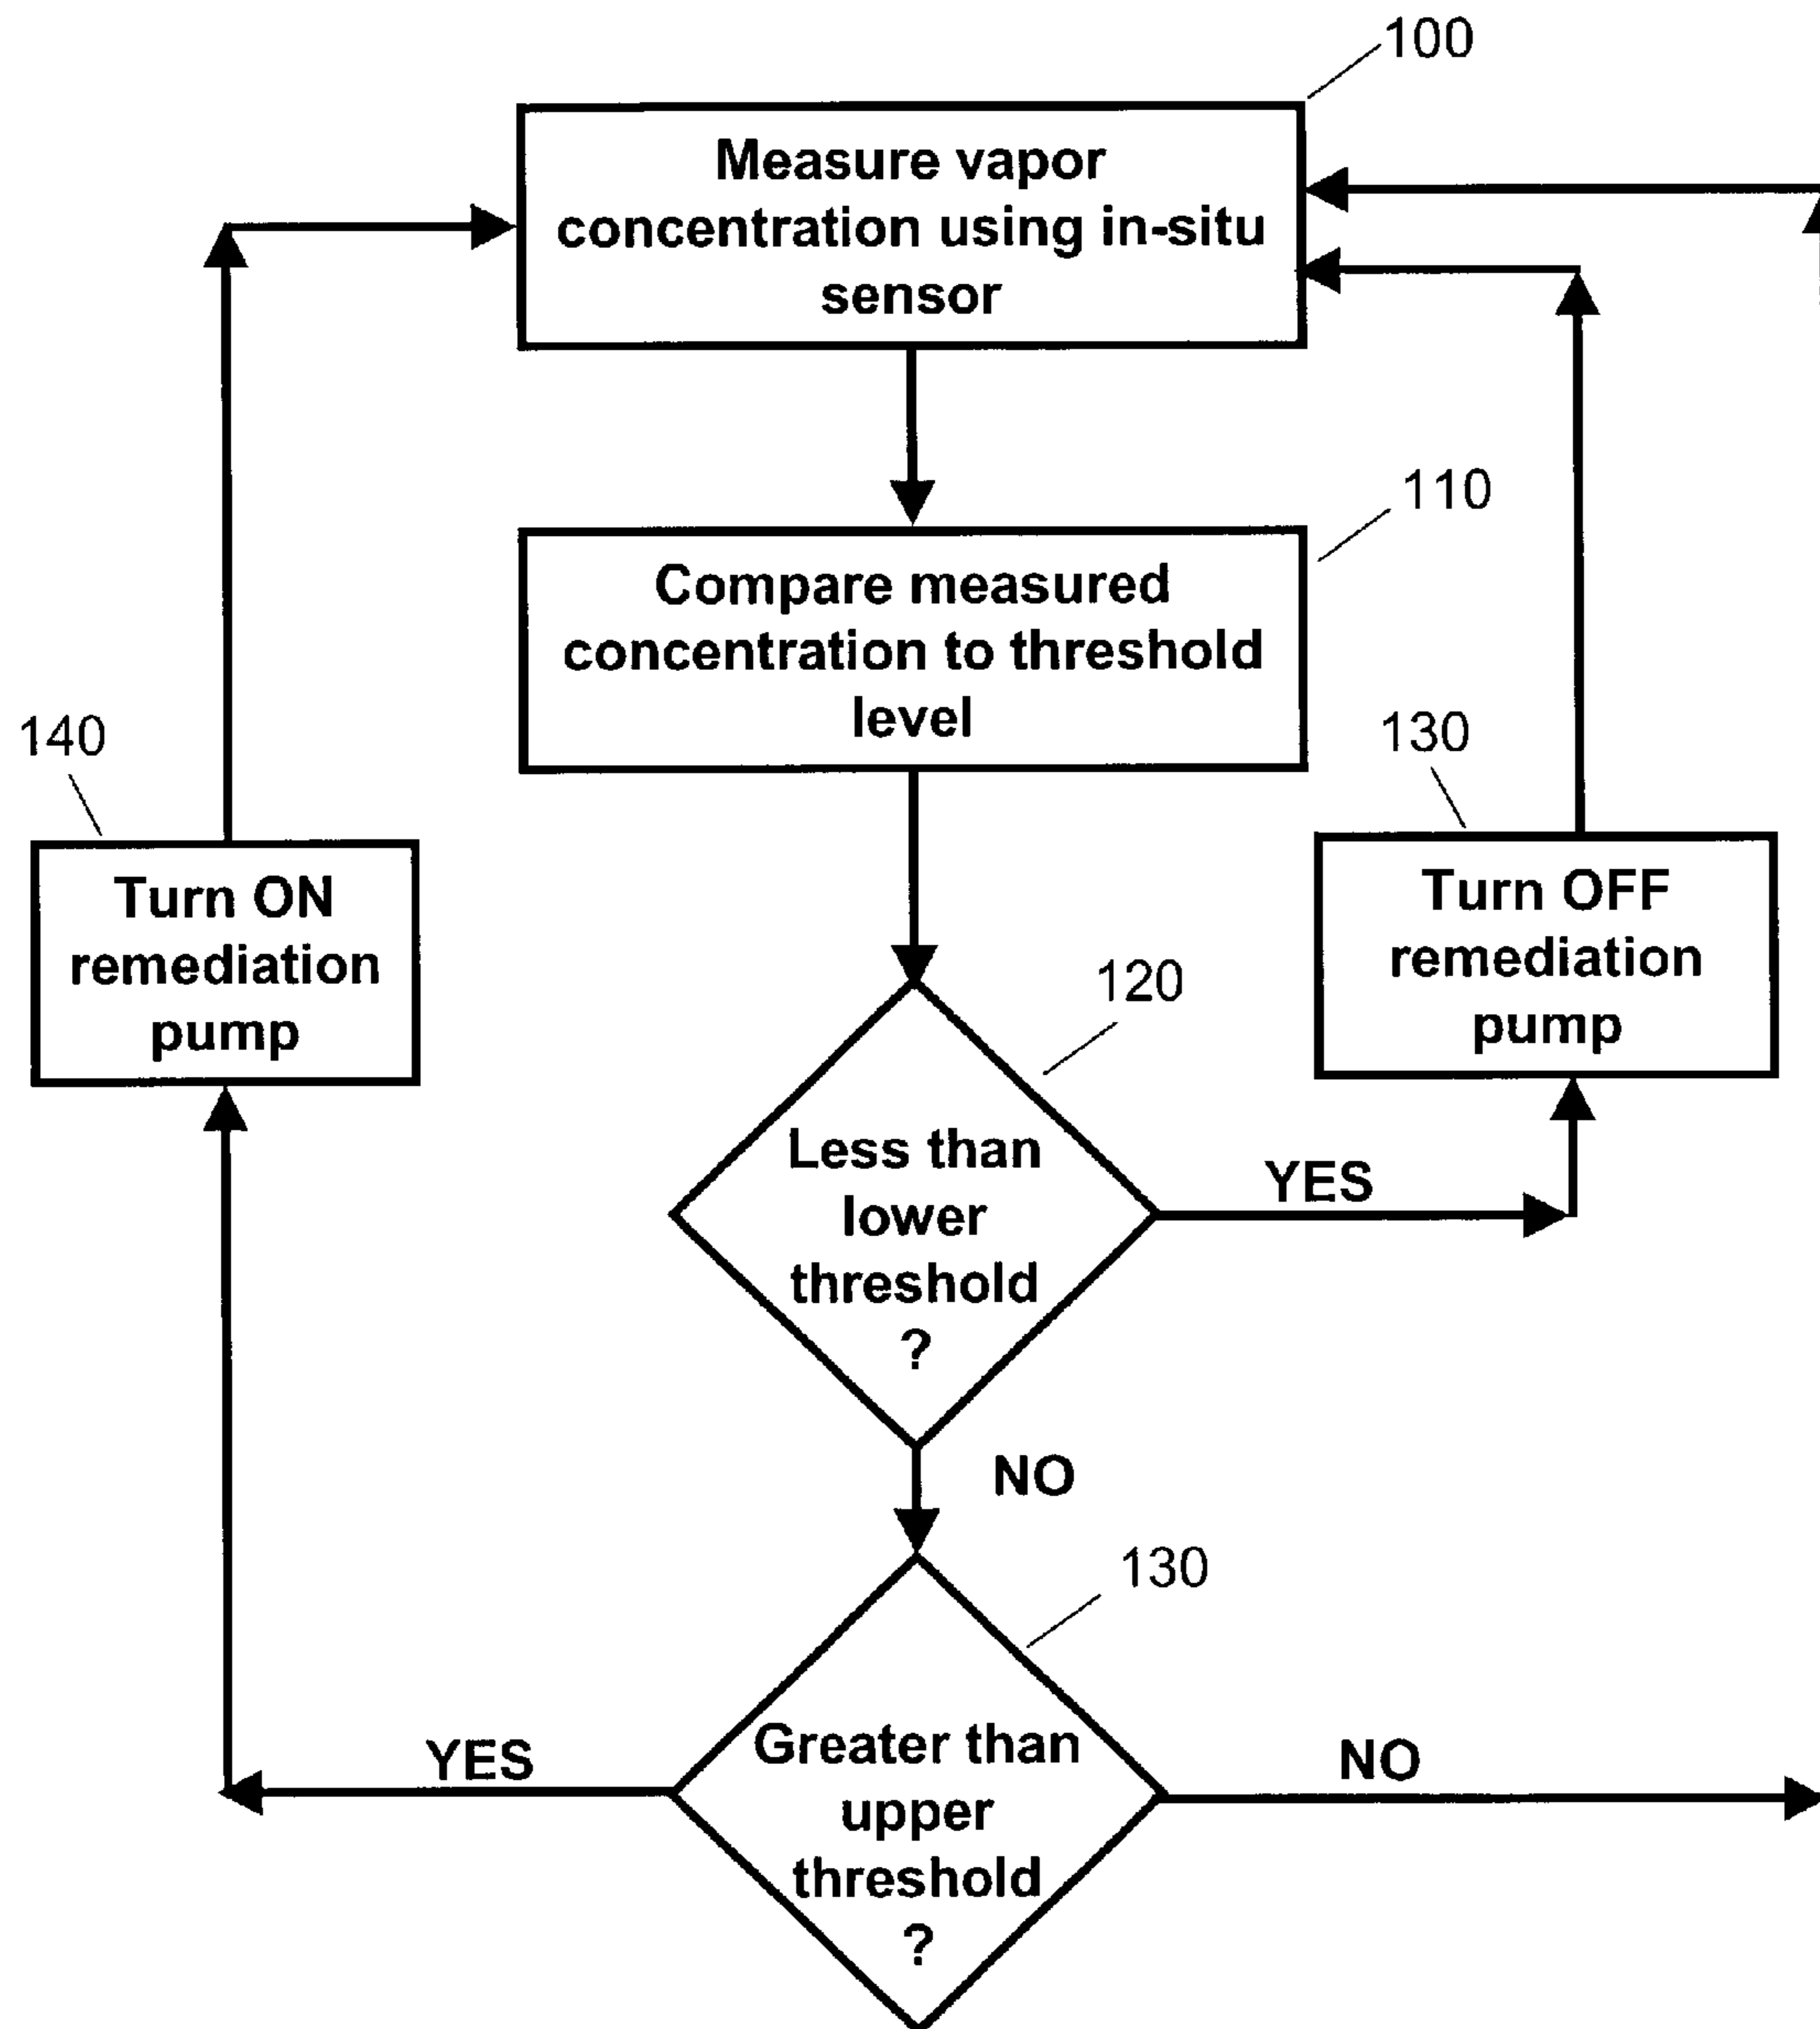 100
Measure vapor
concentration using in-situ
sensor
110
Compare measured
concentration to threshold
level
140
Turn ON
remediation
pump
130
Turn OFF
remediation
pump
120
Less than
lower
threshold
?
YES
NO
130
Greater than
upper
threshold
?
YES
NO